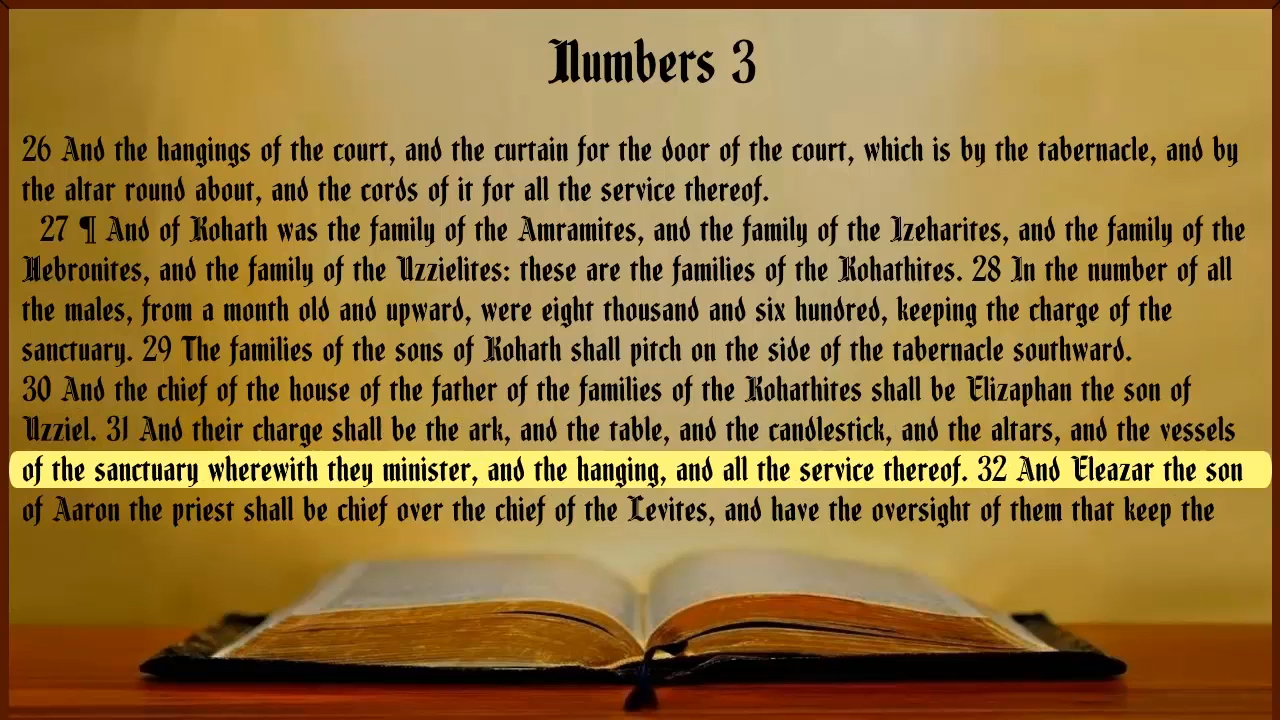 Numbers 3
26 And the hangings of the court, and the curtain for the door of the court, which is by the tabernacle, and by
the altar round about, and the cords of it for all the service thereof.
27 ¶ And of Kohath was the family of the Amramites, and the family of the Izeharites, and the family of the
Hebronites, and the family of the Uzzielites: these are the families of the Kohathites. 28 In the number of all
the males, from a month old and upward, were eight thousand and six hundred, keeping the charge of the
sanctuary. 29 The families of the sons of Kohath shall pitch on the side of the tabernacle southward.
30 And the chief of the house of the father of the families of the Kohathites shall be Elizaphan the son of
Uzziel. 31 And their charge shall be the ark, and the table, and the candlestick, and the altars, and the vessels
of the sanctuary wherewith they minister, and the hanging, and all the service thereof. 32 And Eleazar the son
of Aaron the priest shall be chief over the chief of the Levites, and have the oversight of them that keep the